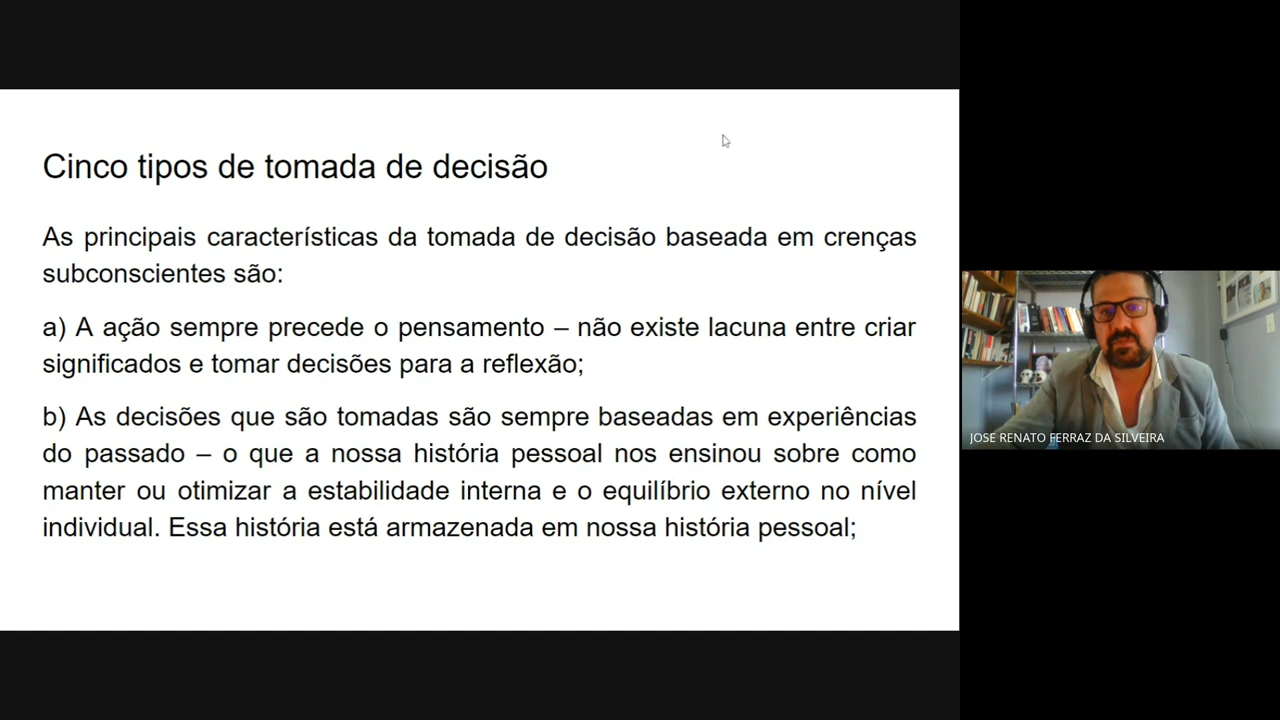 Cinco tipos de tomada de decisão
As principais características da tomada de decisão baseada em crenças
subconscientes são:
a) A ação sempre precede o pensamento – não existe lacuna entre criar
significados e tomar decisões para a reflexão;
b) As decisões que são tomadas são sempre baseadas em experiências
do passado – o que a nossa história pessoal nos ensinou sobre como
manter ou otimizar a estabilidade interna e o equilíbrio externo no nível
individual. Essa história está armazenada em nossa história pessoal;
JOSE RENATO FERRAZ DA SILVEIRA